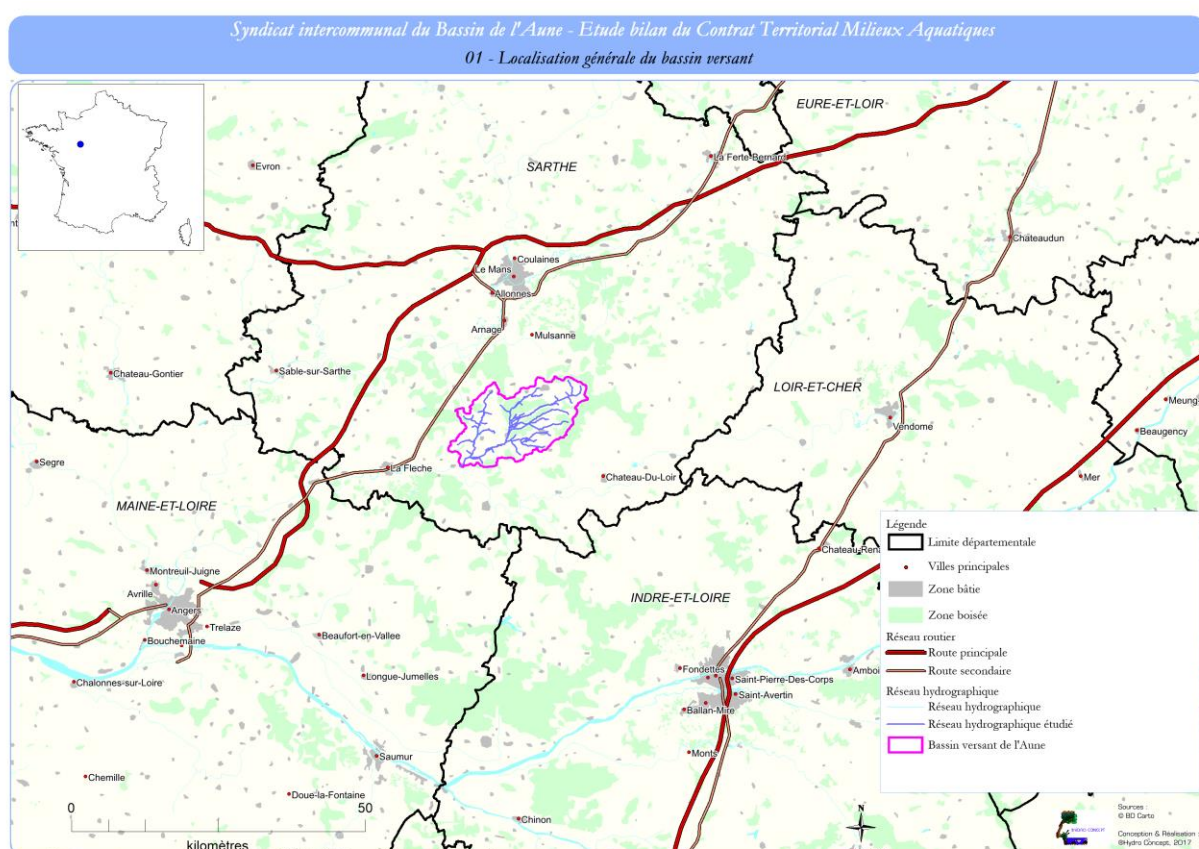 Syndicat intercommunal du Bassin de l'Aune - Etude bilan du Contrat Territorial Milieux Aquatiques
01 - Localisation générale du bassin versant
EURE-ET-LOIR
La Ferte-Bernard
Evron
SARTHE
Chateaudun
Coulaines
Le Mans
Allonnes
Arnage
Mulsanne
Chateau-Gontier
Sable-sur-Sarthe
LOIR-ET-CHER
Meung
Vendome
Beaugency
Segre
La Fleche
Chateau-Du-Loir
Mer
MAINE-ET-LOIRE
Légende
Limite départementale
Villes principales
Zone bâtie
Zone boisée
Réseau routier
Route principale
Route secondaire
Réseau hydrographique
Réseau hydrographique
Réseau hydrographique étudié
Bassin versant de l'Aune
Chateau-Rena
Montreuil-Juigne
Avrille
INDRE-ET-LOIRE
Angers
Trelaze
Beaufort-en-Vallee
Bouchemaine
Fondettes
Amboi
Chalonnes-sur-Loire
Longue-Jumelles
Saint-Pierre-Des-Corps
Saint-Avertin
Ballan-Mire
Saumur
Monts
Chemille
Doue-la-Fontaine
Chinon
0
50
kilomètres
N
HYDRO CONCEPT
Sources :
© BD Carto
Conception & Réalisation :
©Hydro Concept, 2017